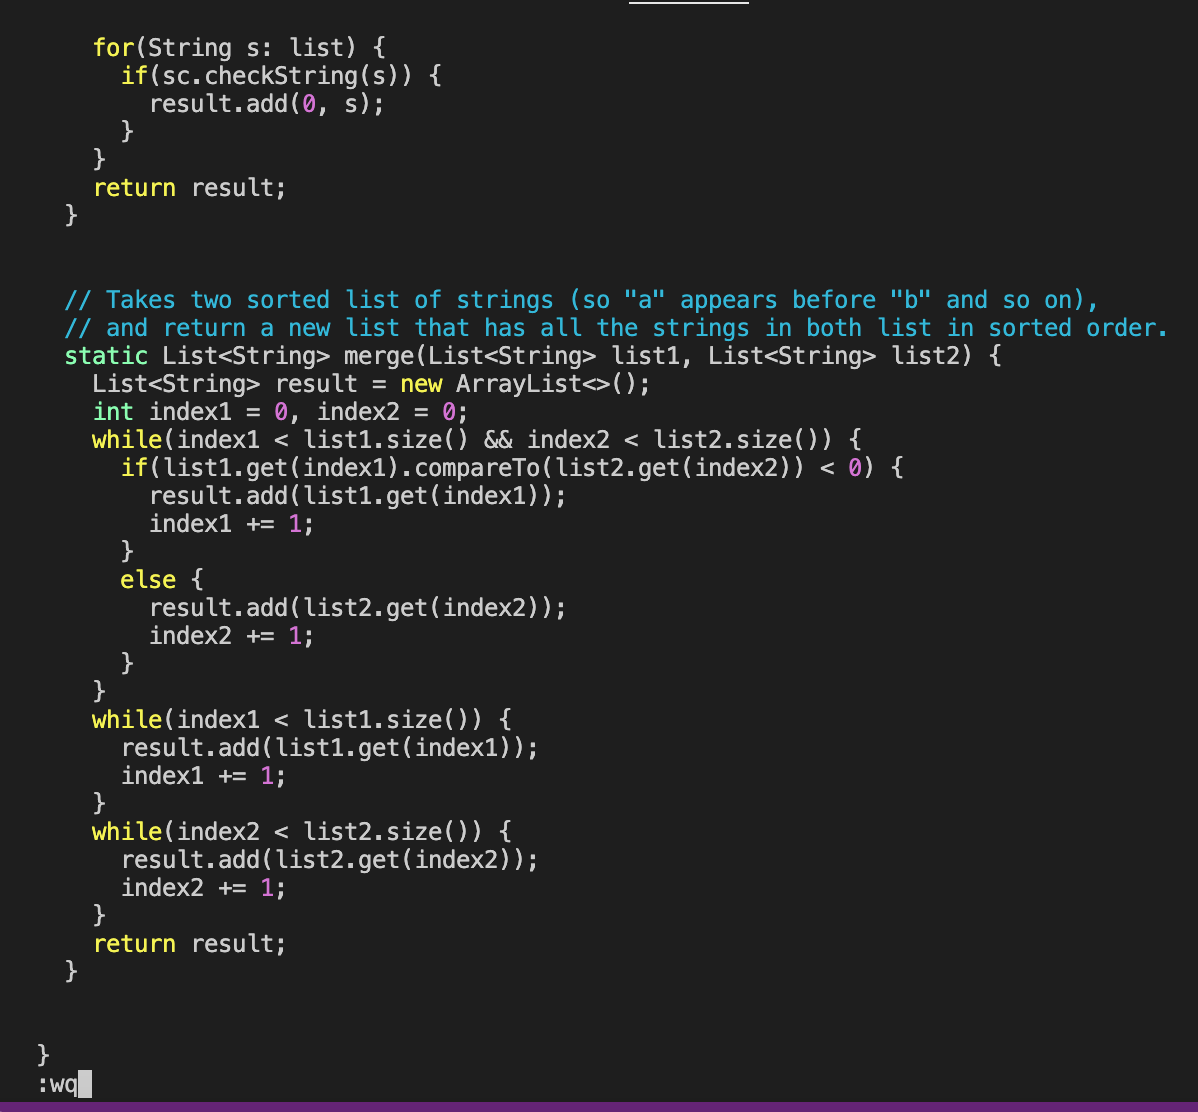 for(String s: list) {
if(sc.checkString(s)) {
result.add(0, s);
}
}
return result;
}
// Takes two sorted list of strings (so "a" appears before "b" and so on),
// and return a new list that has all the strings in both list in sorted order.
static List<String> merge(List<String> list1, List<String> list2) {
List<String> result = new ArrayList<>();
int index1 = 0, index2 = 0;
while(index1 < list1.size() && index2 < list2.size()) {
if(list1.get(index1).compareTo(list2.get(index2)) < 0) {
result.add(list1.get(index1));
index1 += 1;
}
else {
result.add(list2.get(index2));
index2 += 1;
}
}
while(index1 < list1.size()) {
result.add(list1.get(index1));
index1 += 1;
}
while(index2 < list2.size()) {
result.add(list2.get(index2));
index2 += 1;
}
return result;
}
}
:wq